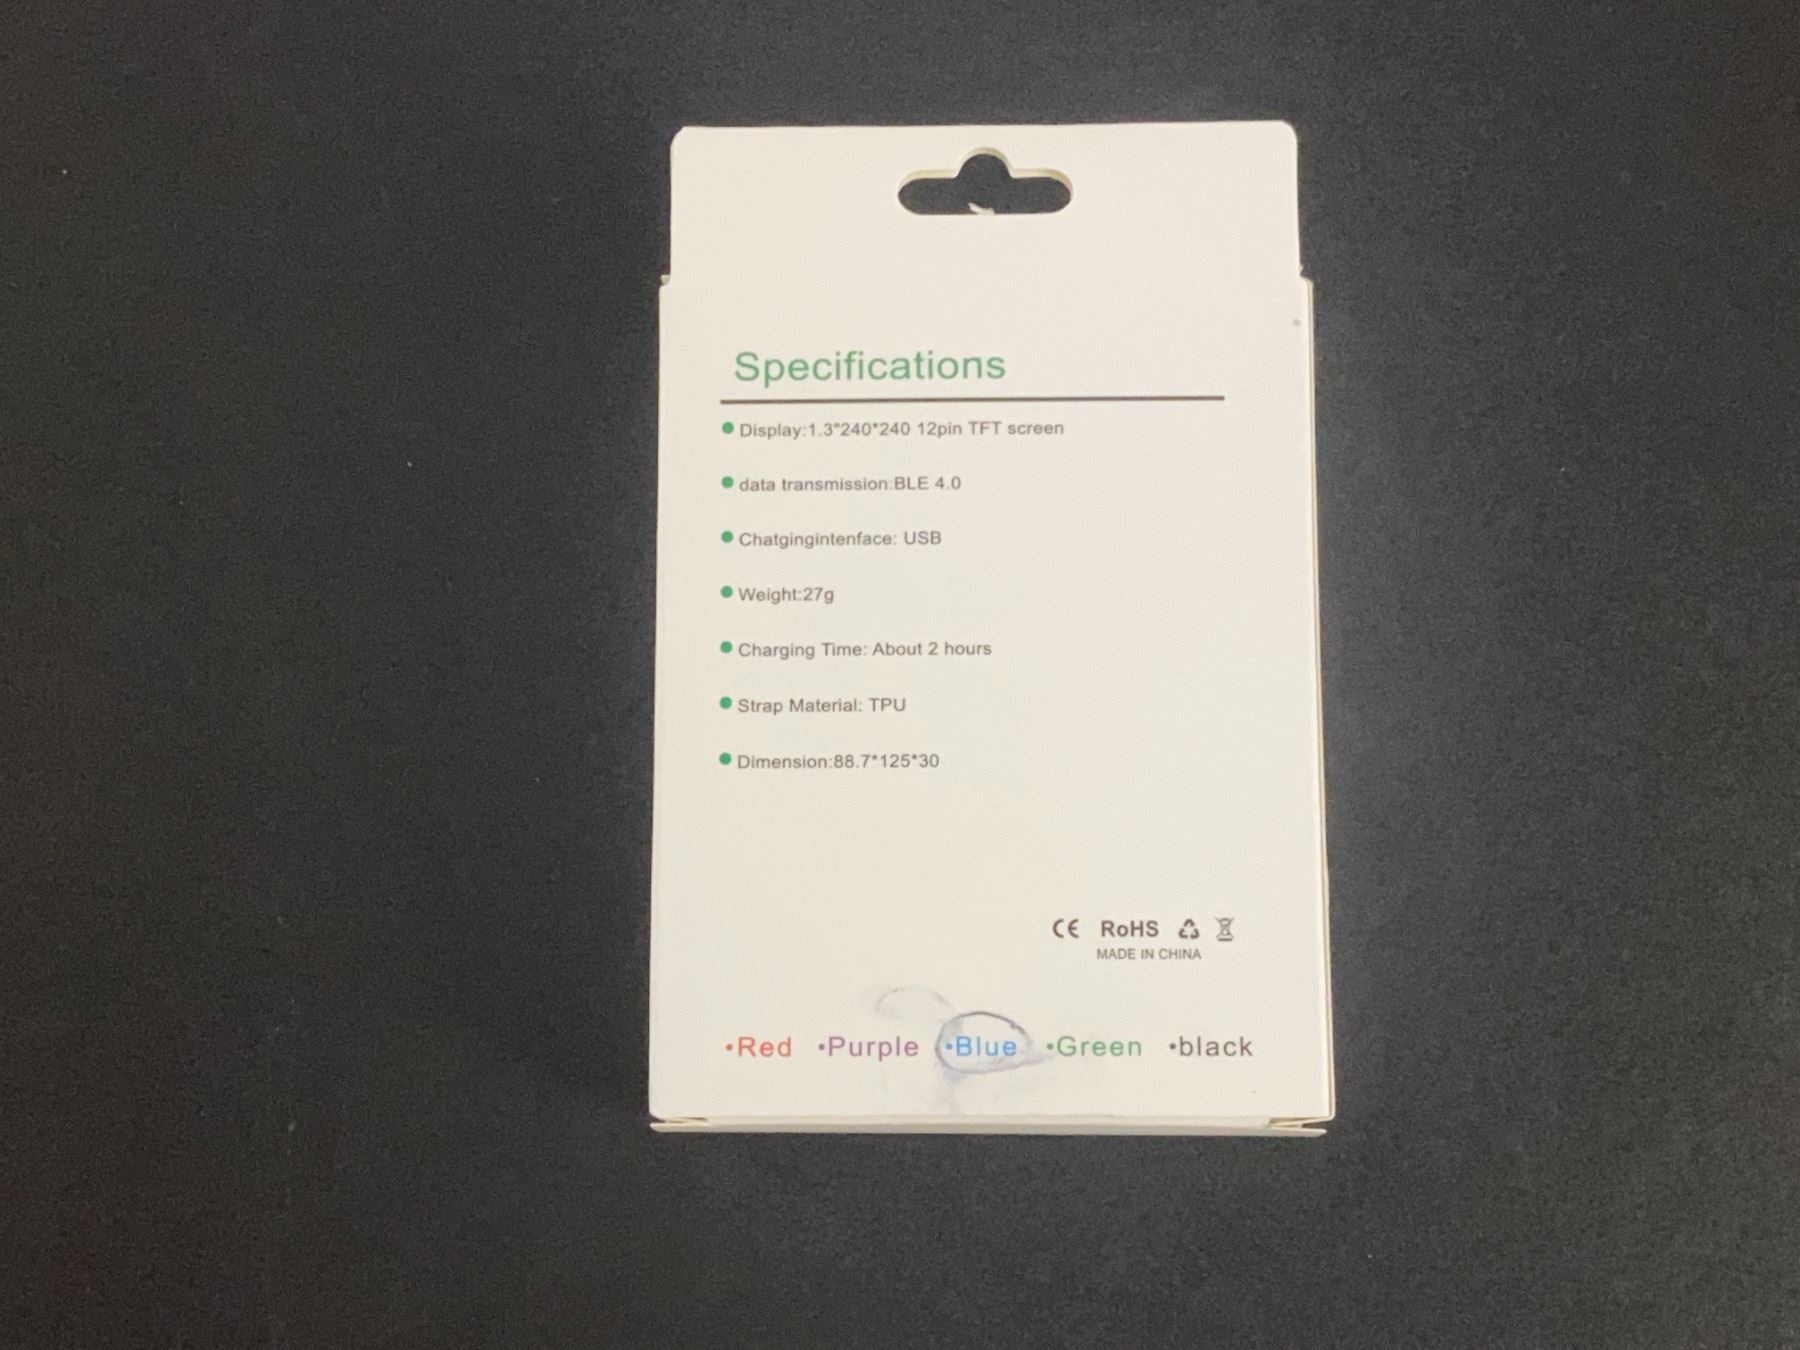 Specifications
Display:1.3"240*240 12pin TFT screen
data transmission:BLE 4.0
Chatgingintenface: USB
Weight:27g
Charging Time: About 2 hours
Strap Material: TPU
Dimension:88.7*125*30
CE RoHS
MADE IN CHINA
•Red •Purple •Blue •Green •black